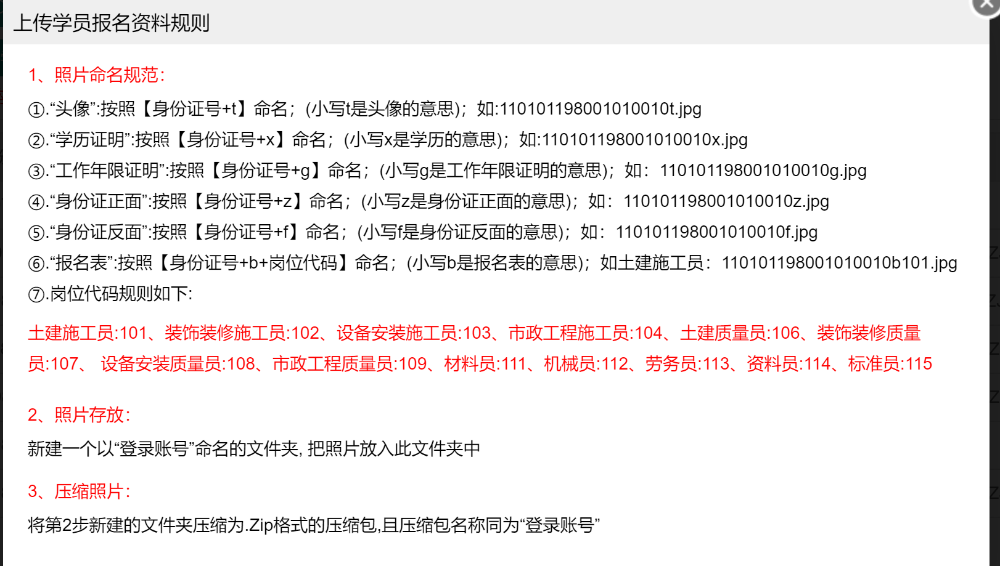 上传学员报名资料规则
1、照片命名规范：
①.“头像”:按照【身份证号+t】命名；(小写t是头像的意思)；如:110101198001010010t.jpg
②.“学历证明”:按照【身份证号+x】命名；(小写x是学历的意思)；如:110101198001010010x.jpg
③.“工作年限证明”:按照【身份证号+g】命名；(小写g是工作年限证明的意思)；如：110101198001010010g.jpg
④.“身份证正面”:按照【身份证号+z】命名；(小写z是身份证正面的意思)；如：110101198001010010z.jpg
⑤.“身份证反面”:按照【身份证号+f】命名；(小写f是身份证反面的意思)；如：110101198001010010f.jpg
⑥.“报名表”:按照【身份证号+b+岗位代码】命名；(小写b是报名表的意思)；如土建施工员：110101198001010010b101.jpg
⑦.岗位代码规则如下:
土建施工员:101、装饰装修施工员:102、设备安装施工员:103、市政工程施工员:104、土建质量员:106、装饰装修质量
员:107、 设备安装质量员:108、市政工程质量员:109、材料员:111、机械员:112、劳务员:113、资料员:114、标准员:115
2、照片存放：
新建一个以“登录账号”命名的文件夹, 把照片放入此文件夹中
3、压缩照片：
将第2步新建的文件夹压缩为.Zip格式的压缩包,且压缩包名称同为“登录账号”